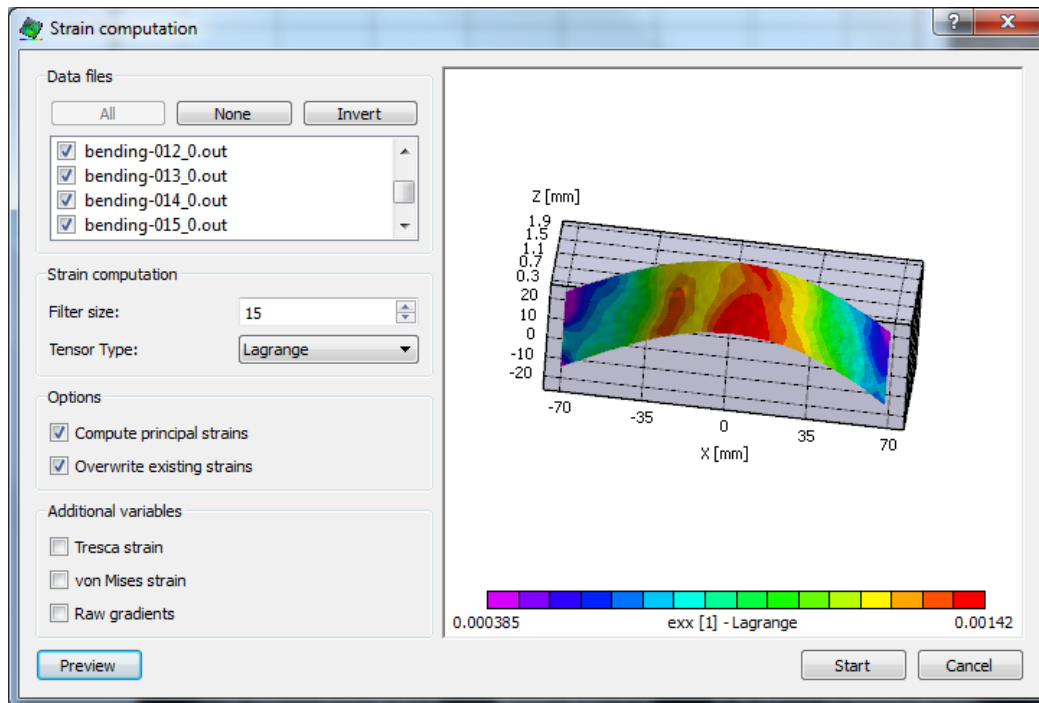 Strain computation
Data files
All None Invert
bending-012_0.out
bending-013_0.out
bending-014_0.out
bending-015_0.out
Strain computation
Filter size: 15
Tensor Type: Lagrange
Options
Compute principal strains
Overwrite existing strains
Additional variables
Tresca strain
von Mises strain
Raw gradients
Preview
Z [mm]
1.9
1.5
1.1
0.7
0.3
20
10
0
-10
-20
-70 -35 0 35 70
X [mm]
0.000385 exx [1] - Lagrange 0.00142
Start Cancel